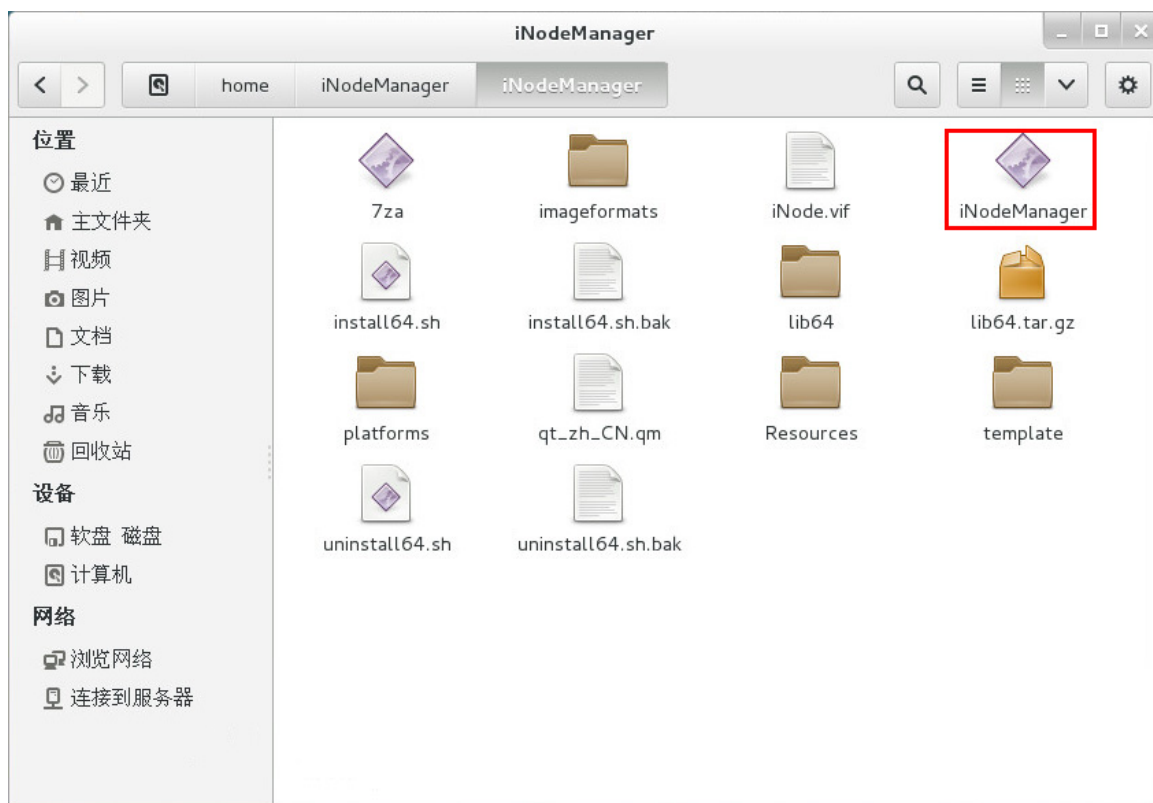 iNodeManager
home iNodeManager iNodeManager
位置
最近
主文件夹
视频
图片
文档
下载
音乐
回收站
设备
软盘 磁盘
计算机
网络
浏览网络
连接到服务器
7za imageformats iNode.vif iNodeManager
install64.sh install64.sh.bak lib64 lib64.tar.gz
platforms qt_zh_CN.qm Resources template
uninstall64.sh uninstall64.sh.bak